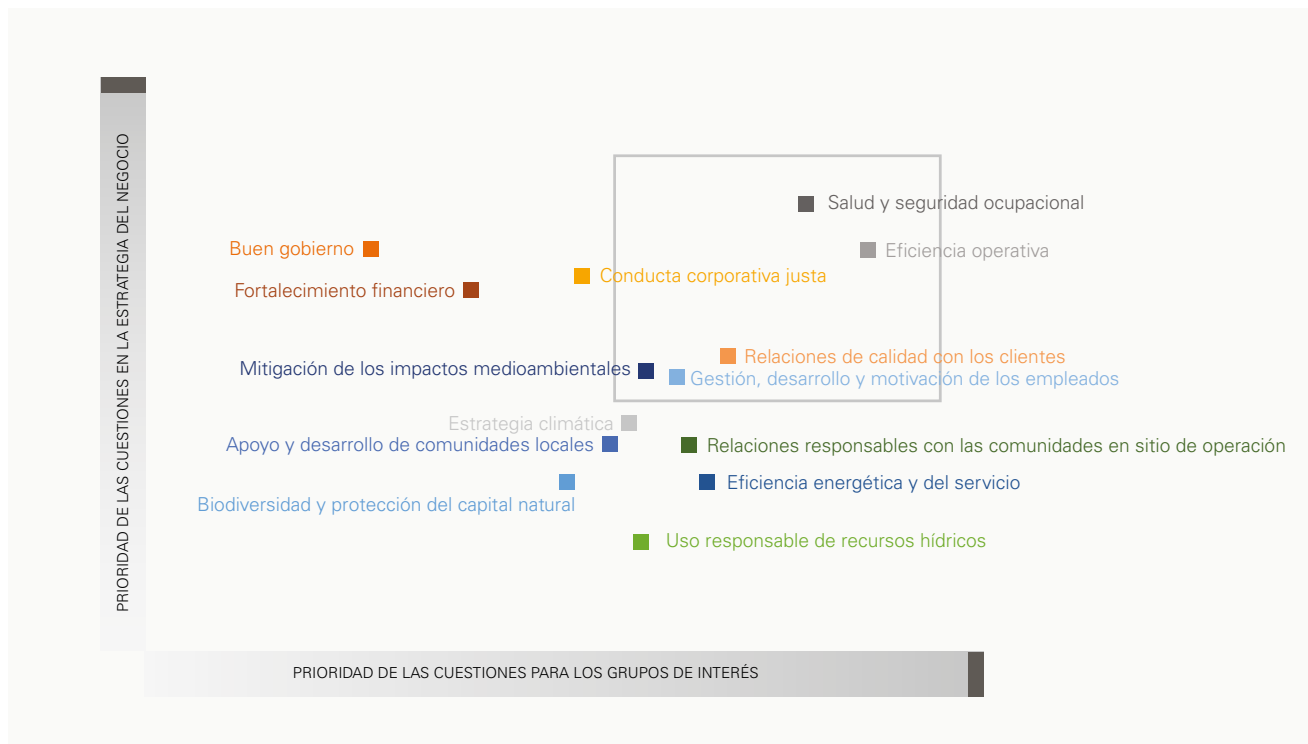 PRIORIDAD DE LAS CUESTIONES EN LA ESTRATEGIA DEL NEGOCIO
Salud y seguridad ocupacional
Buen gobierno
Eficiencia operativa
Conducta corporativa justa
Fortalecimiento financiero
Relaciones de calidad con los clientes
Mitigación de los impactos medioambientales
Gestión, desarrollo y motivación de los empleados
Estrategia climática
Apoyo y desarrollo de comunidades locales
Relaciones responsables con las comunidades en sitio de operación
Eficiencia energética y del servicio
Biodiversidad y protección del capital natural
Uso responsable de recursos hídricos
PRIORIDAD DE LAS CUESTIONES PARA LOS GRUPOS DE INTERÉS